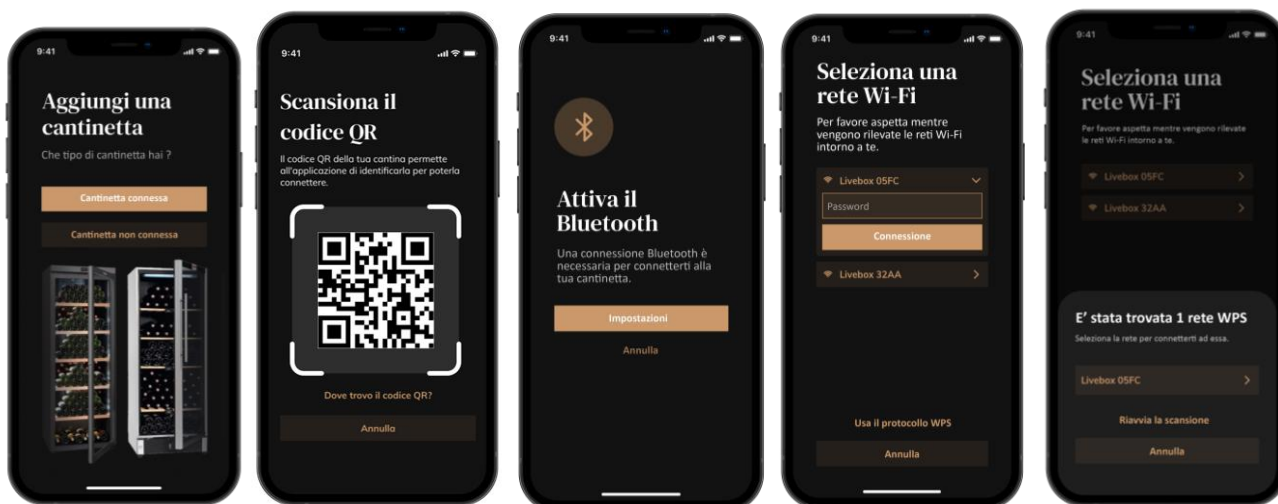 9:41
Aggiungi una
cantinetta
Che tipo di cantinetta hai ?
Cantinetta connessa
Cantinetta non connessa
9:41
Scansiona il
codice QR
Il codice QR della tua cantina permette
all'applicazione di identificarla per poterla
connettere.
Dove trovo il codice QR?
Annulla
9:41
Attiva il
Bluetooth
Una connessione Bluetooth è
necessaria per connetterti alla
tua cantinetta.
Impostazioni
Annulla
9:41
Seleziona una
rete Wi-Fi
Per favore aspetta mentre
vengono rilevate le reti Wi-Fi
intorno a te.
Livebox 05FC
Password
Connessione
Livebox 32AA
Usa il protocollo WPS
Annulla
9:41
Seleziona una
rete Wi-Fi
Per favore aspetta mentre vengono rilevate
le reti Wi-Fi intorno a te.
Livebox 05FC
Livebox 32AA
E' stata trovata 1 rete WPS
Seleziona la rete per connetterti ad essa.
Livebox 05FC
Riavvia la scansione
Annulla